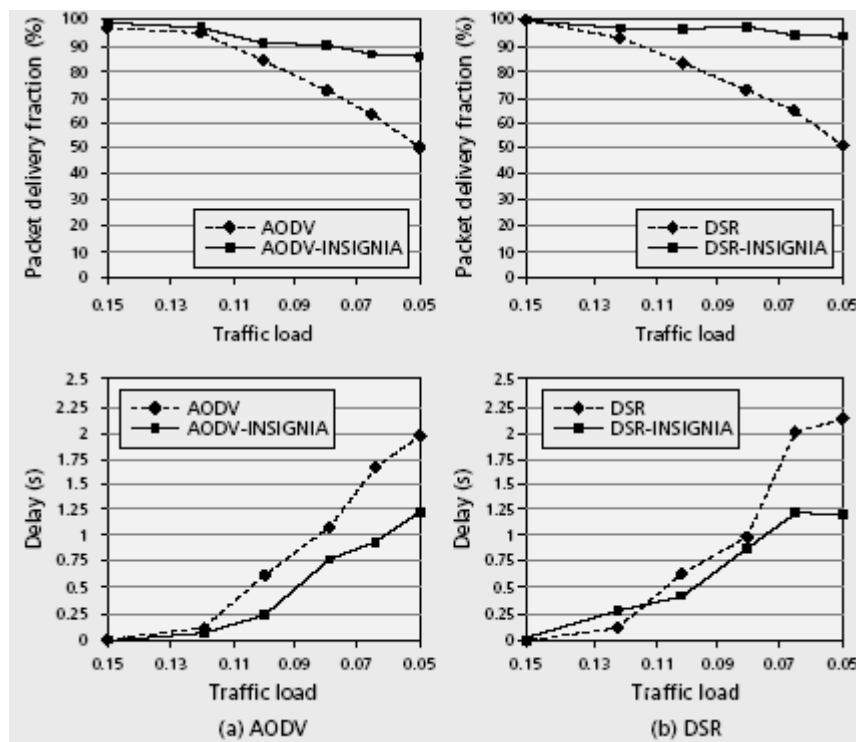 Packet delivery fraction (%)
100
90
80
70
60
50
40
30
20
10
0
AODV
AODV-INSIGNIA
0.15 0.13 0.11 0.09 0.07 0.05
Traffic load
Packet delivery fraction (%)
100
90
80
70
60
50
40
30
20
10
0
DSR
DSR-INSIGNIA
0.15 0.13 0.11 0.09 0.07 0.05
Traffic load
Delay (s)
2.5
2.25
2
1.75
1.5
1.25
1
0.75
0.5
0.25
0
AODV
AODV-INSIGNIA
0.15 0.13 0.11 0.09 0.07 0.05
Traffic load
(a) AODV
Delay (s)
2.5
2.25
2
1.75
1.5
1.25
1
0.75
0.5
0.25
0
DSR
DSR-INSIGNIA
0.15 0.13 0.11 0.09 0.07 0.05
Traffic load
(b) DSR